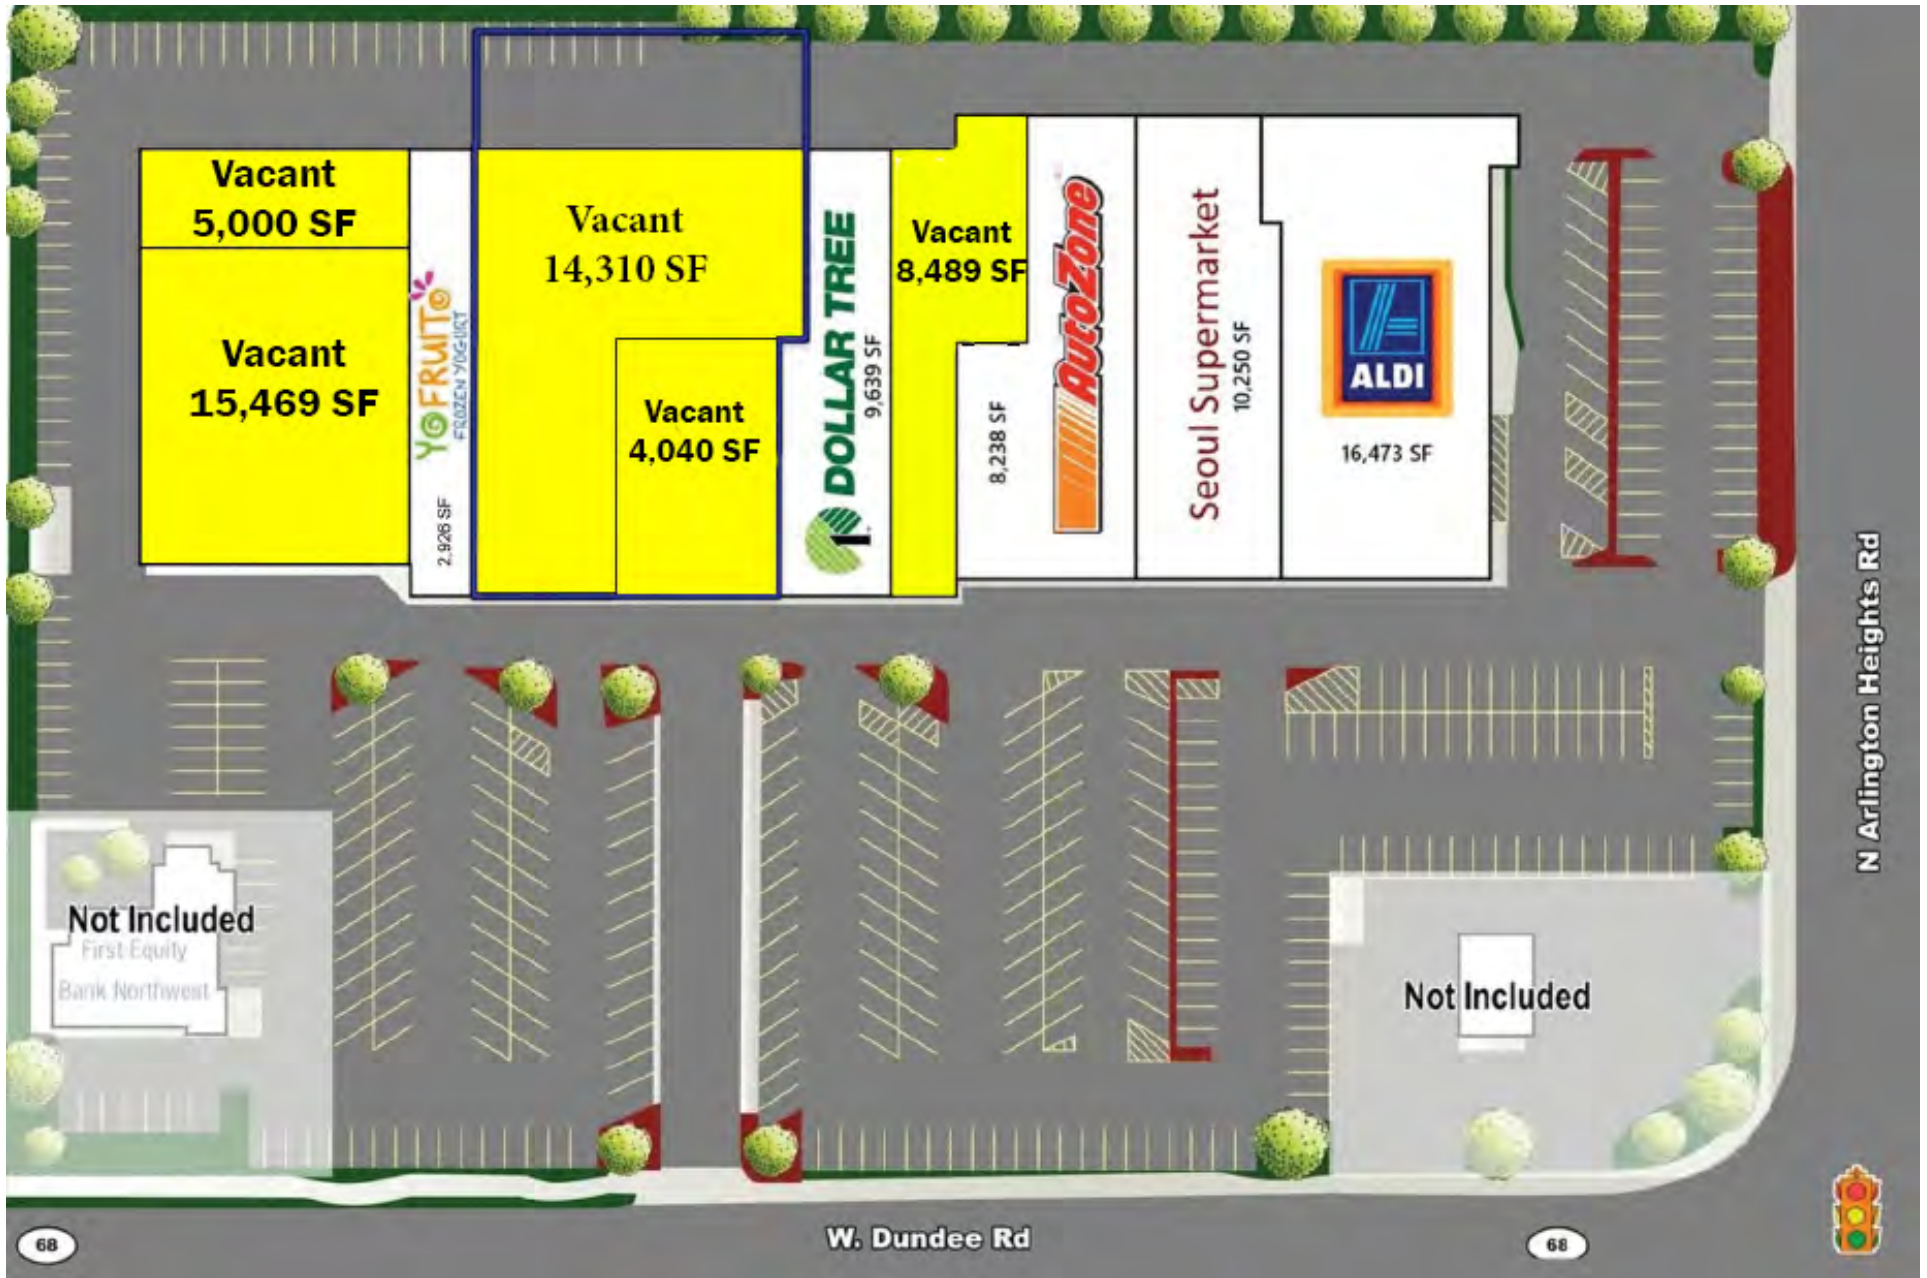 Vacant
5,000 SF
Vacant
15,469 SF
YOFRUIT
FROZEN YOGURT
2,926 SF
Vacant
14,310 SF
Vacant
4,040 SF
DOLLAR TREE
1
9,639 SF
Vacant
8,489 SF
8,238 SF
AutoZone
Seoul Supermarket
10,250 SF
ALDI
16,473 SF
N Arlington Heights Rd
Not Included
First Equity
Bank Northwest
Not Included
68
W. Dundee Rd
68